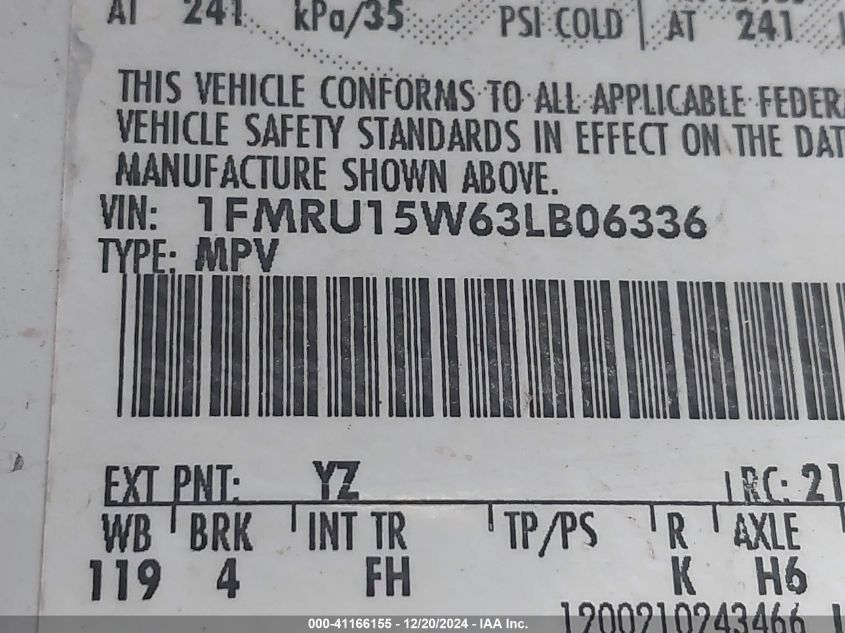 AT 241 kPa/35 PSI COLD AT 241
THIS VEHICLE CONFORMS TO ALL APPLICABLE FEDERA
VEHICLE SAFETY STANDARDS IN EFFECT ON THE DAT
MANUFACTURE SHOWN ABOVE.
VIN: 1FMRU15W63LB06336
TYPE: MPV
EXT PNT: YZ RC: 21
WB BRK INT TR TP/PS R AXLE
119 4 FH K H6
1200210243466
000-41166155 - 12/20/2024 - IAA Inc.